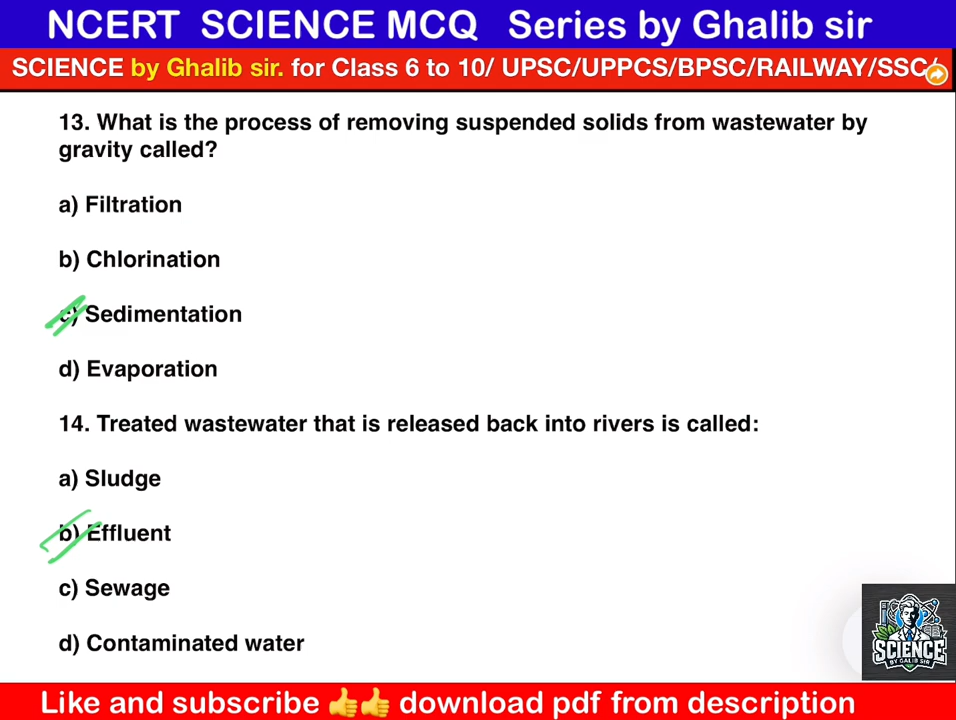 NCERT SCIENCE MCQ Series by Ghalib sir
SCIENCE by Ghalib sir. for Class 6 to 10/ UPSC/UPPCS/BPSC/RAILWAY/SSC/
13. What is the process of removing suspended solids from wastewater by
gravity called?
a) Filtration
b) Chlorination
c) Sedimentation
d) Evaporation
14. Treated wastewater that is released back into rivers is called:
a) Sludge
b) Effluent
c) Sewage
d) Contaminated water
SCIENCE
BY GALIB SIR
Like and subscribe 👍👍 download pdf from description